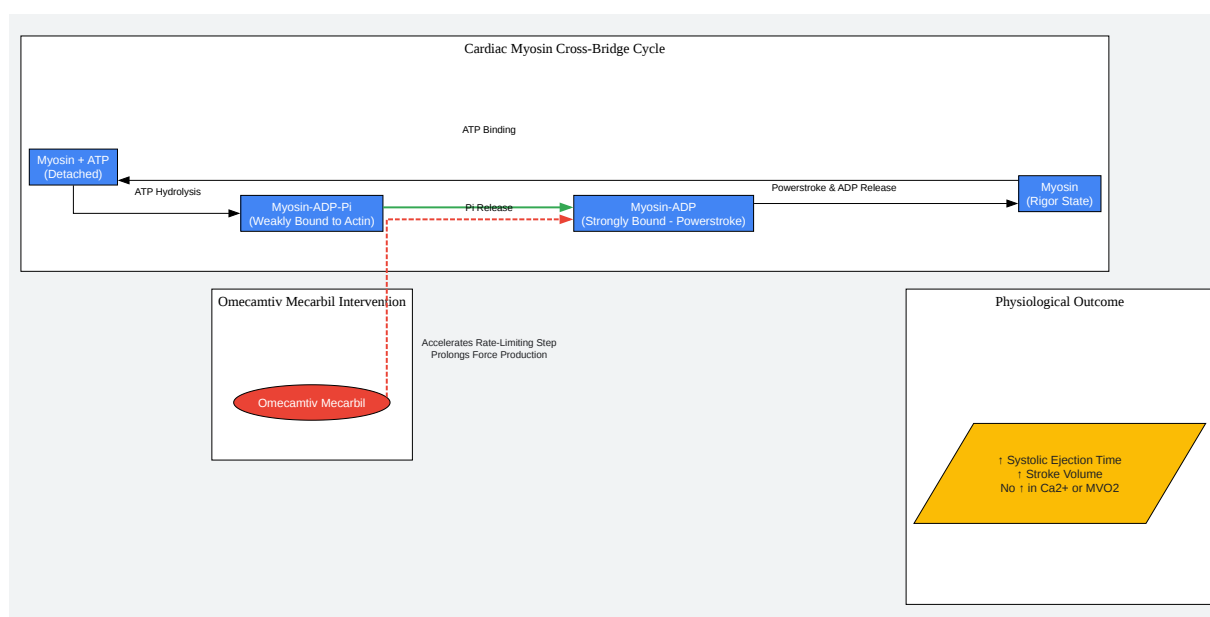 Cardiac Myosin Cross-Bridge Cycle
ATP Binding
Myosin + ATP
(Detached)
ATP Hydrolysis
Myosin-ADP-Pi
(Weakly Bound to Actin)
Pi Release
Myosin-ADP
(Strongly Bound - Powerstroke)
Powerstroke & ADP Release
Myosin
(Rigor State)
Omecamtiv Mecarbil Intervention
Accelerates Rate-Limiting Step
Prolongs Force Production
Omecamtiv Mecarbil
Physiological Outcome
↑ Systolic Ejection Time
↑ Stroke Volume
No ↑ in Ca2+ or MVO2